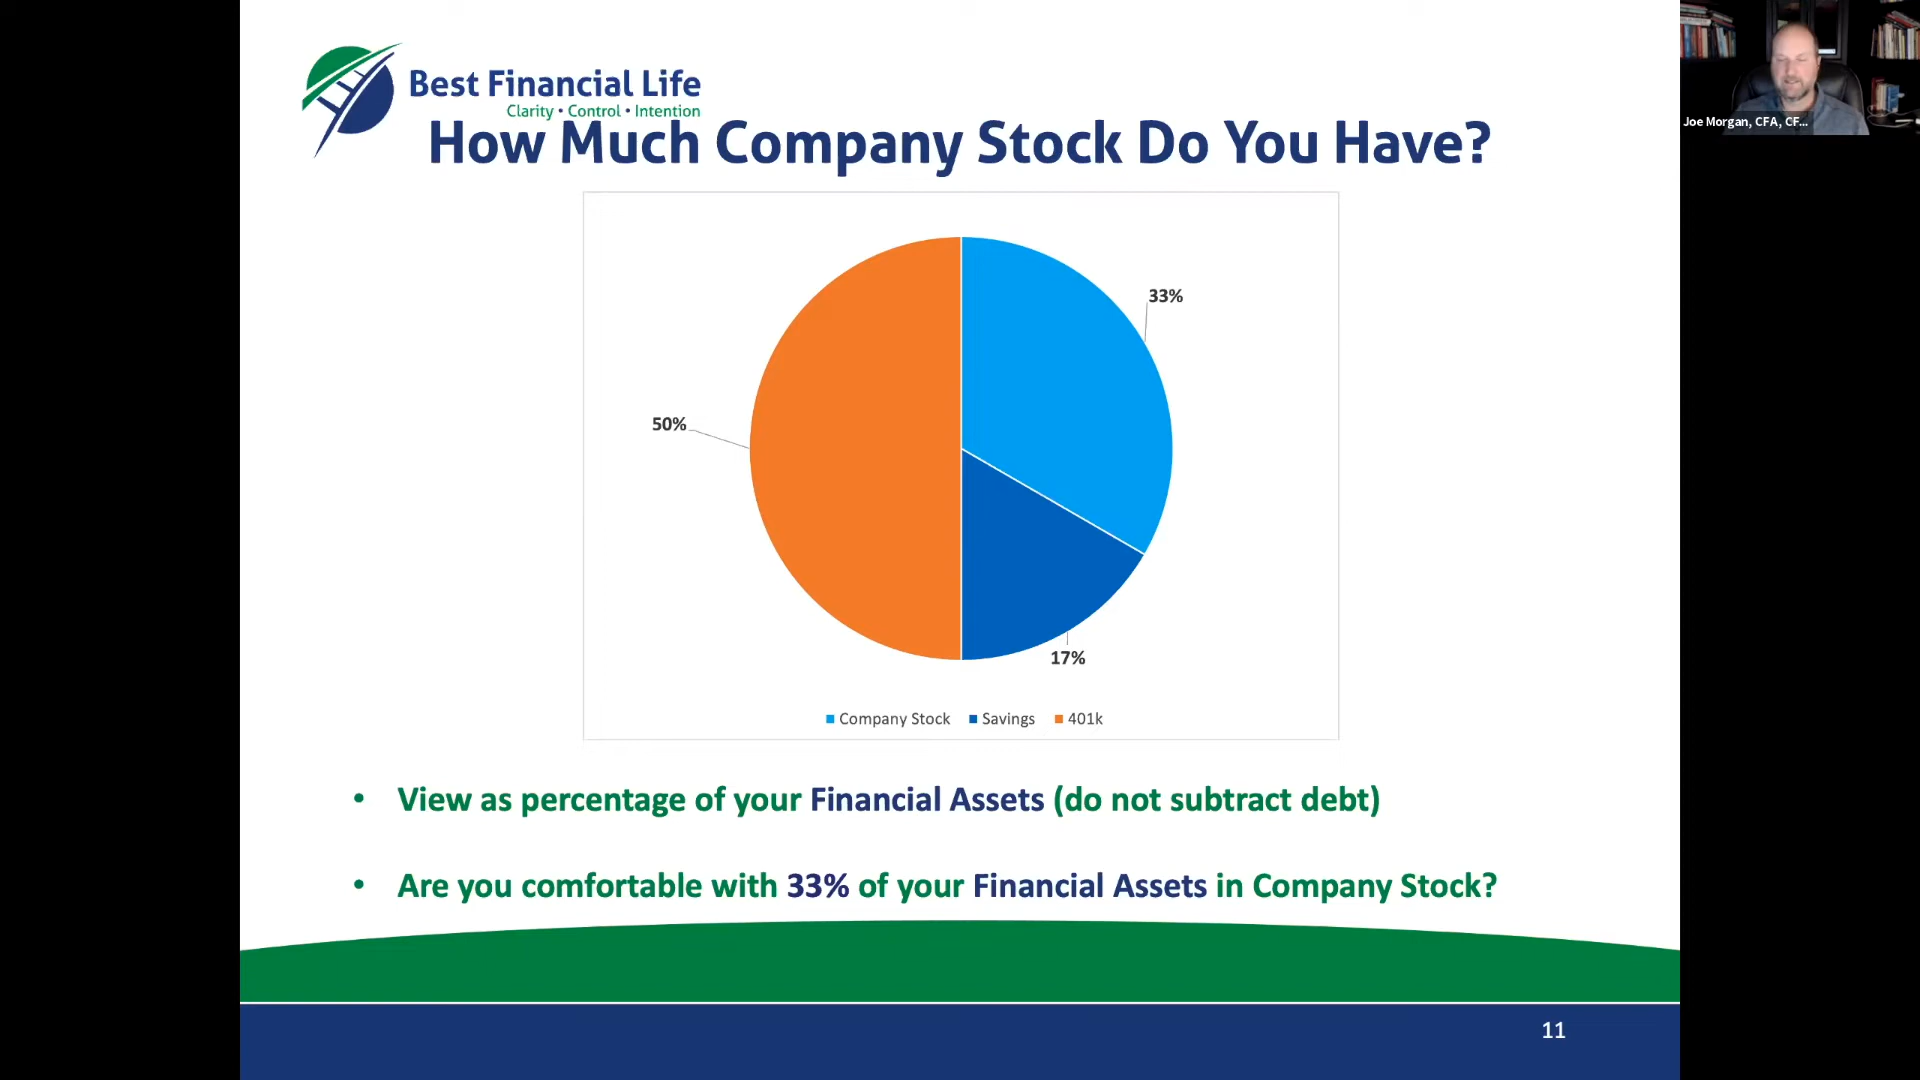 Best Financial Life
Clarity • Control • Intention
How Much Company Stock Do You Have?
Joe Morgan, CFA, CF...
33%
50%
17%
Company Stock Savings 401k
• View as percentage of your Financial Assets (do not subtract debt)
• Are you comfortable with 33% of your Financial Assets in Company Stock?
11